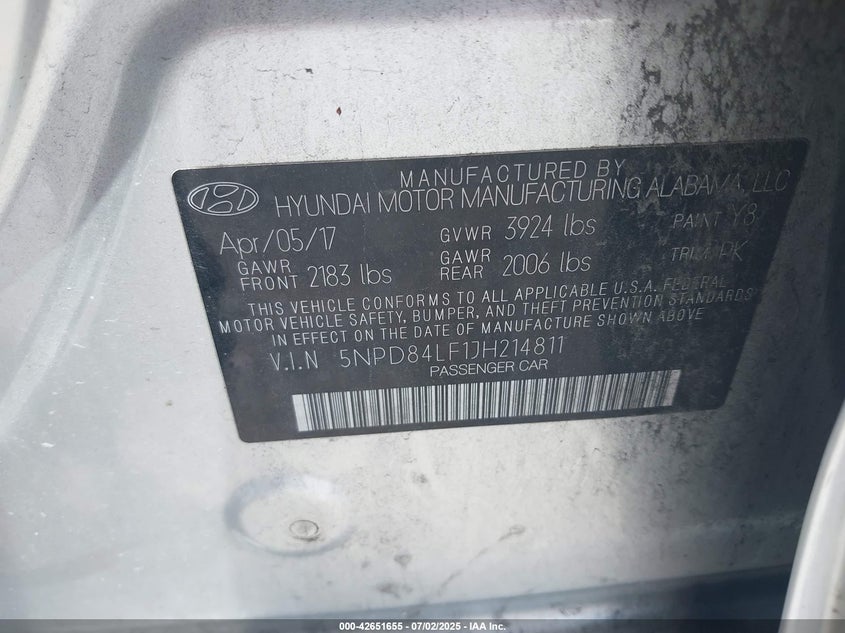 MANUFACTURED BY
HYUNDAI MOTOR MANUFACTURING ALABAMA, LLC
Apr/05/17 GVWR 3924 lbs PAINT Y8
GAWR FRONT 2183 lbs GAWR REAR 2006 lbs TRIM PK
THIS VEHICLE CONFORMS TO ALL APPLICABLE U.S.A. FEDERAL
MOTOR VEHICLE SAFETY, BUMPER, AND THEFT PREVENTION STANDARDS
IN EFFECT ON THE DATE OF MANUFACTURE SHOWN ABOVE.
V.I.N 5NPD84LF1JH214811
PASSENGER CAR
000-42651655 - 07/02/2025 - IAA Inc.